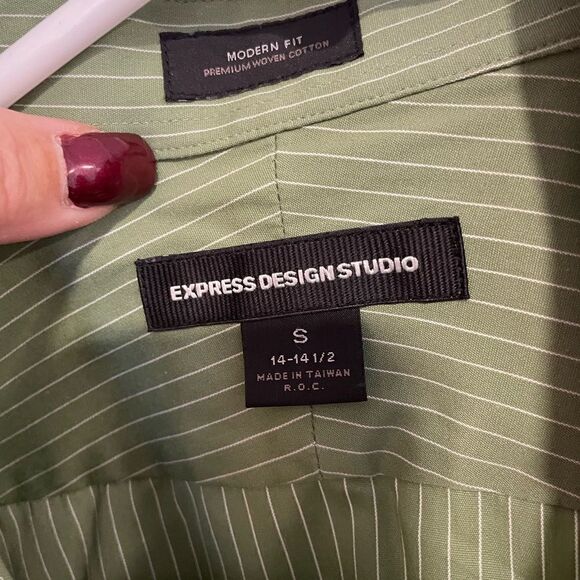 MODERN FIT
PREMIUM WOVEN COTTON
EXPRESS DESIGN STUDIO
S
14-14 1/2
MADE IN TAIWAN
R.O.C.